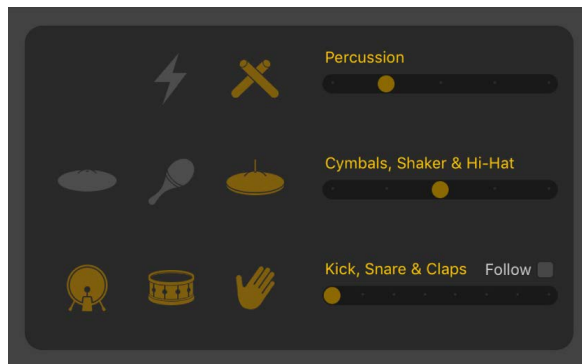 Percussion
Cymbals, Shaker & Hi-Hat
Kick, Snare & Claps Follow